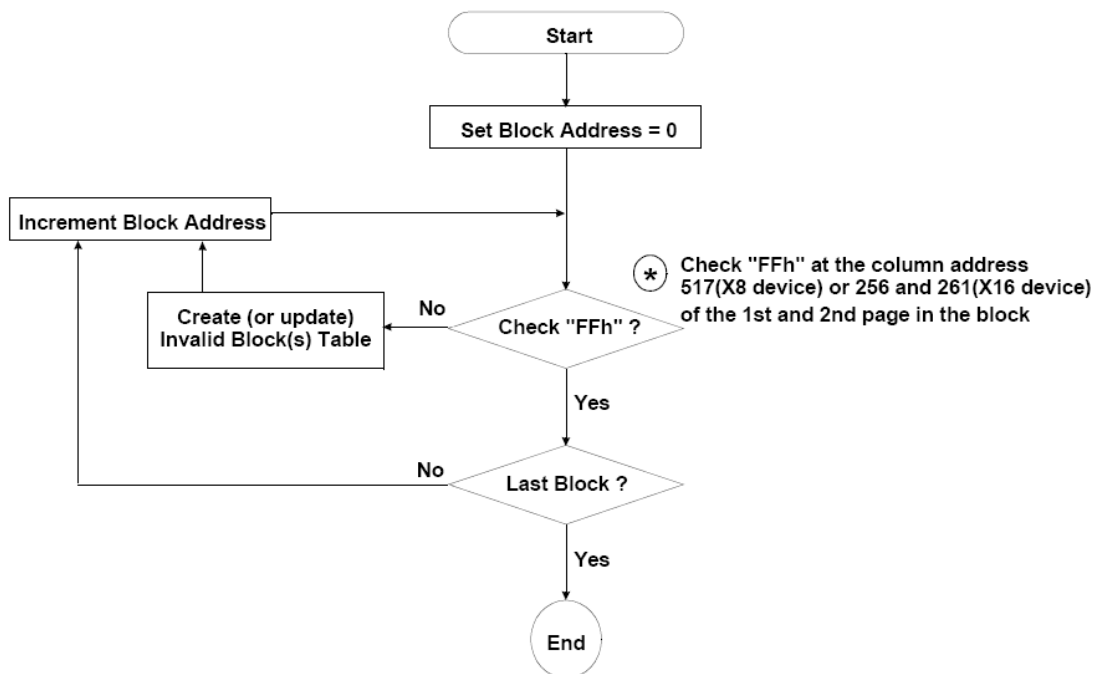 Start
Set Block Address = 0
Increment Block Address
*
Check "FFh" at the column address
517(X8 device) or 256 and 261(X16 device)
of the 1st and 2nd page in the block
No
Create (or update)
Invalid Block(s) Table
Check "FFh" ?
Yes
No
Last Block ?
Yes
End